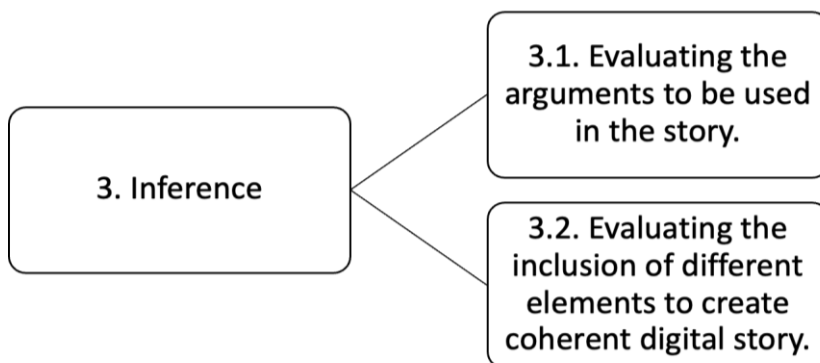 3. Inference
3.1. Evaluating the
arguments to be used
in the story.
3.2. Evaluating the
inclusion of different
elements to create
coherent digital story.